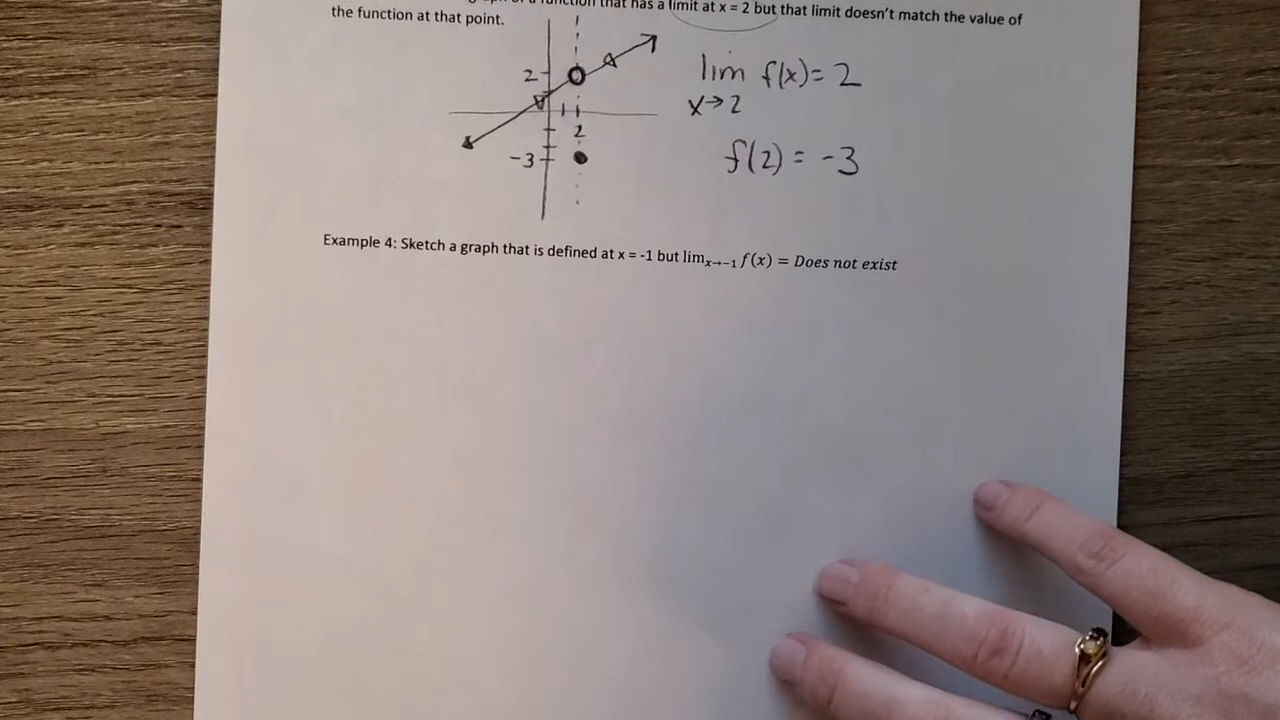 function that has a limit at x = 2 but that limit doesn't match the value of
the function at that point.
2
2
-3
lim f(x) = 2
x→2
f(2) = -3
Example 4: Sketch a graph that is defined at x = -1 but limₓ→₋₁ f(x) = Does not exist